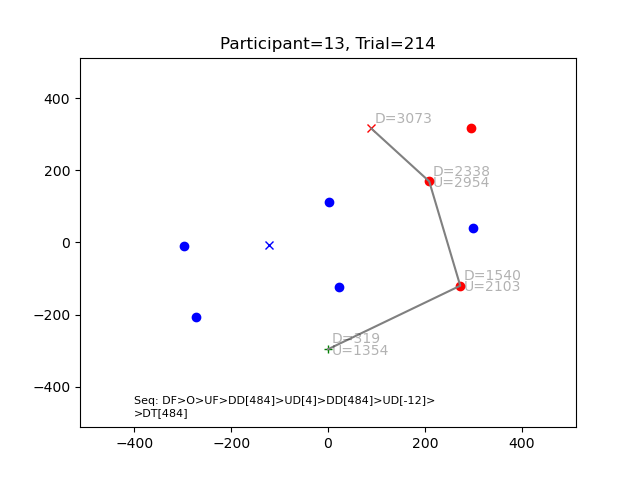 Participant=13, Trial=214
D=3073
D=2338
U=2954
D=1540
U=2103
D=319
U=1354
Seq: DF>O>UF>DD[484]>UD[4]>DD[484]>UD[-12]>
>DT[484]
400
200
0
−200
−400
−400
−200
0
200
400